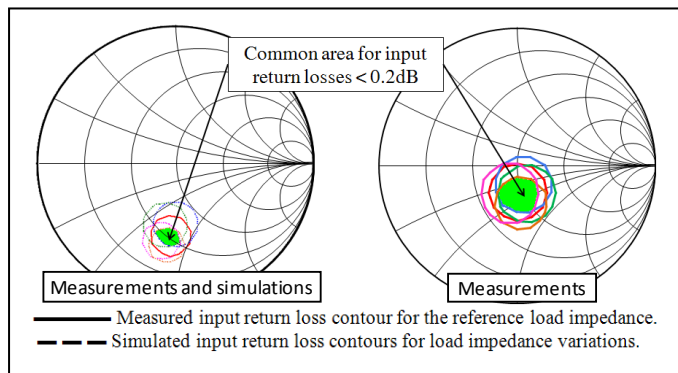 Common area for input
return losses < 0.2dB
Measurements and simulations
Measurements
Measured input return loss contour for the reference load impedance.
Simulated input return loss contours for load impedance variations.